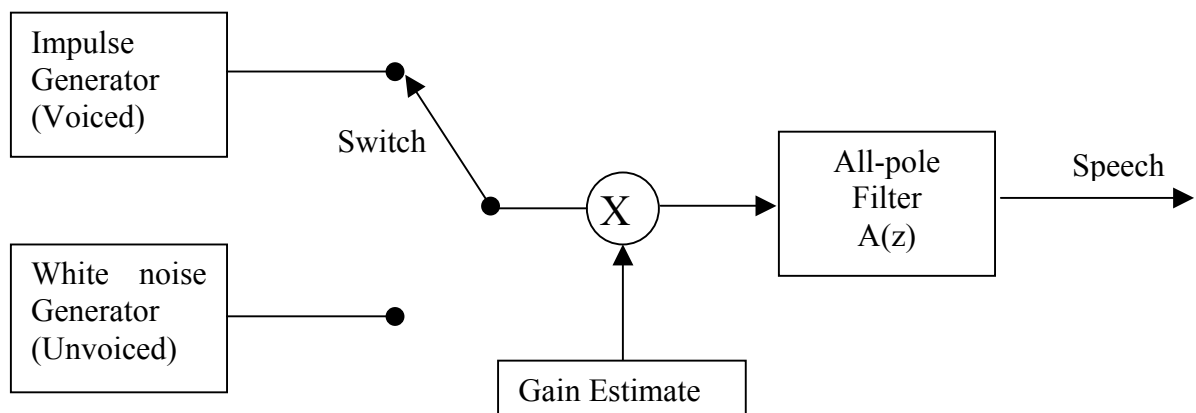 Impulse
Generator
(Voiced)
Switch
X
All-pole
Filter
A(z)
Speech
White noise
Generator
(Unvoiced)
Gain Estimate